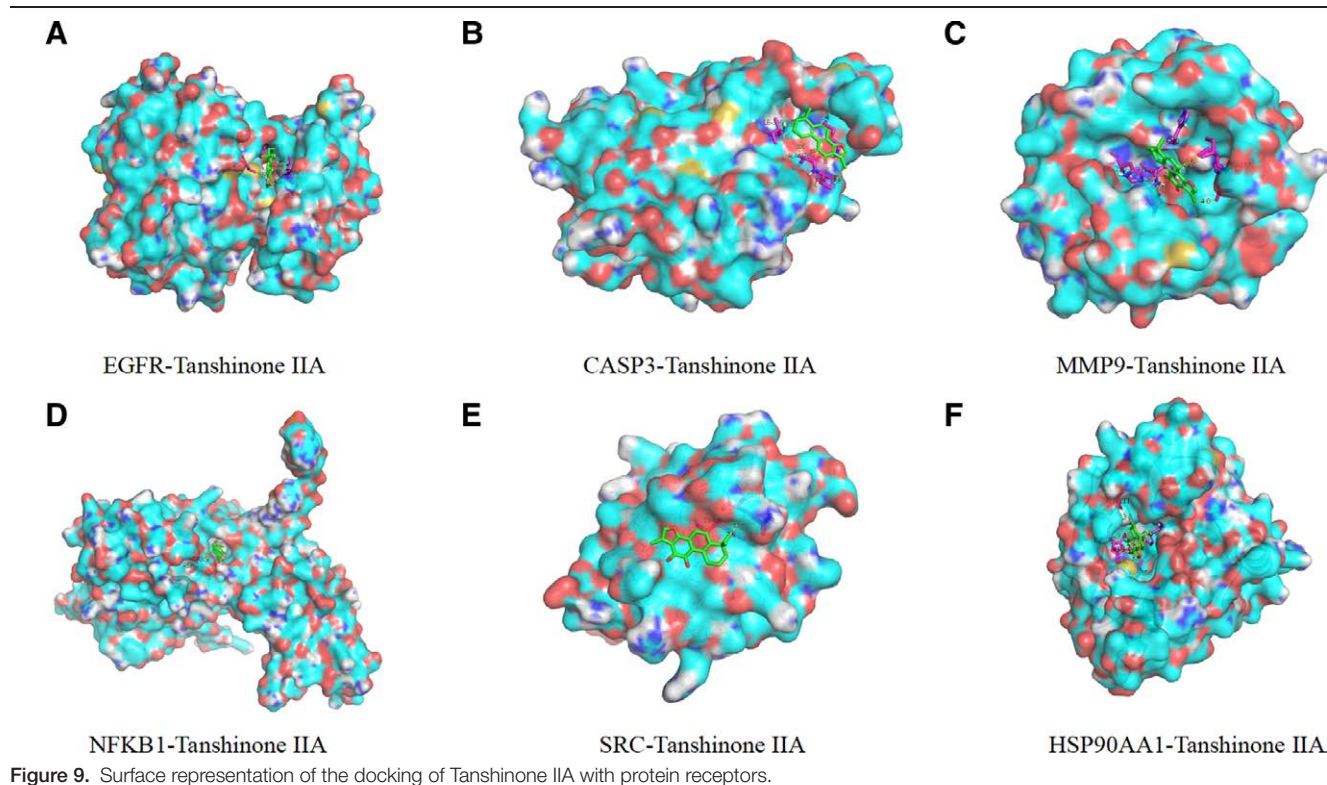 A
B
C
EGFR-Tanshinone IIA
CASP3-Tanshinone IIA
MMP9-Tanshinone IIA
D
E
F
NFKB1-Tanshinone IIA
SRC-Tanshinone IIA
HSP90AA1-Tanshinone IIA
Figure 9. Surface representation of the docking of Tanshinone IIA with protein receptors.